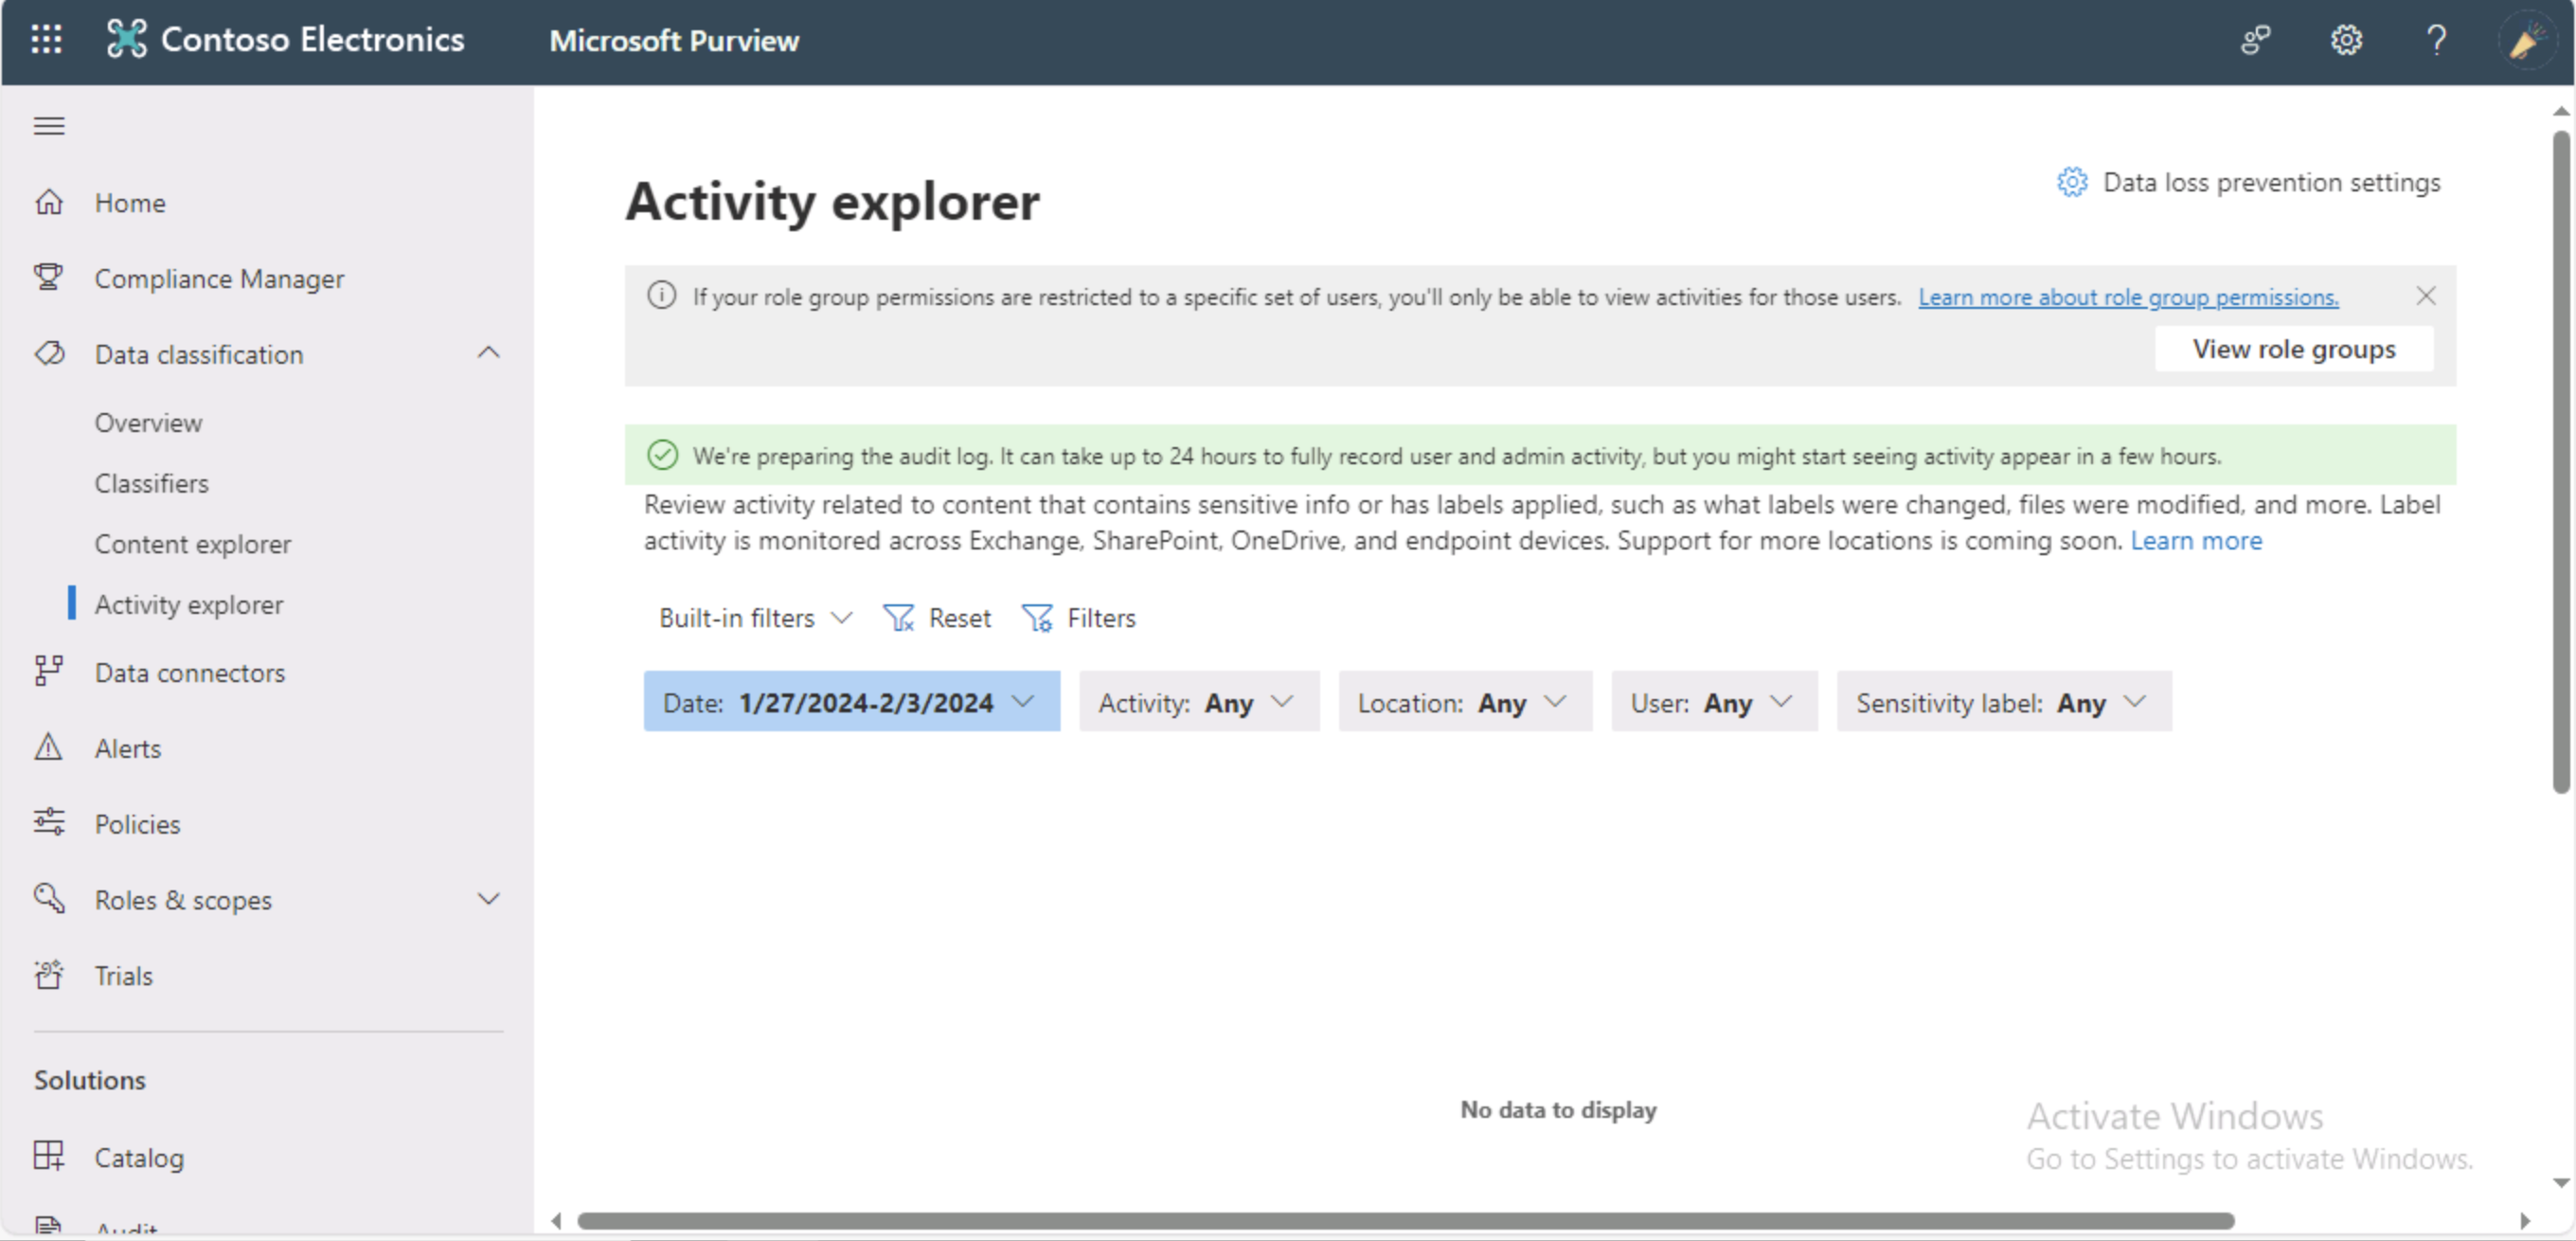 Contoso Electronics
Microsoft Purview
Home
Compliance Manager
Data classification
Overview
Classifiers
Content explorer
Activity explorer
Data connectors
Alerts
Policies
Roles & scopes
Trials
Solutions
Catalog
Audit
Activity explorer
Data loss prevention settings
If your role group permissions are restricted to a specific set of users, you'll only be able to view activities for those users. Learn more about role group permissions.
View role groups
We're preparing the audit log. It can take up to 24 hours to fully record user and admin activity, but you might start seeing activity appear in a few hours.
Review activity related to content that contains sensitive info or has labels applied, such as what labels were changed, files were modified, and more. Label
activity is monitored across Exchange, SharePoint, OneDrive, and endpoint devices. Support for more locations is coming soon. Learn more
Built-in filters Reset Filters
Date: 1/27/2024-2/3/2024 Activity: Any Location: Any User: Any Sensitivity label: Any
No data to display
Activate Windows
Go to Settings to activate Windows.